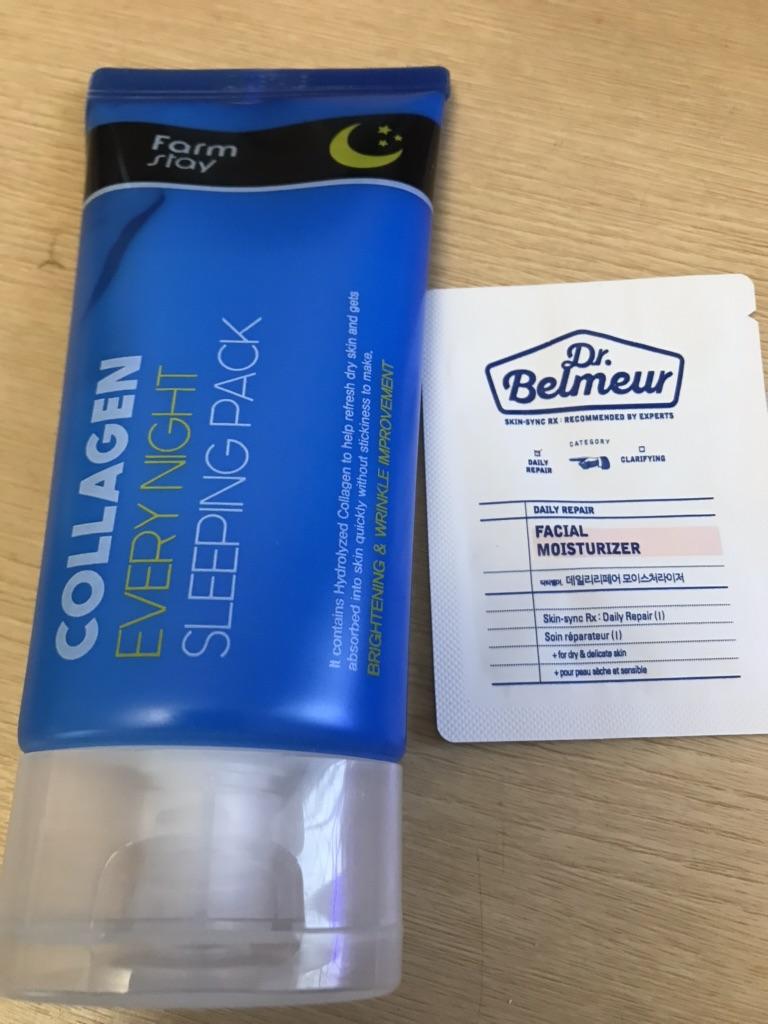 Farm
stay
COLLAGEN
EVERY NIGHT
SLEEPING PACK
It contains Hydrolyzed Collagen to help refresh dry skin and gets
absorbed into skin quickly without stickiness to make.
BRIGHTENING & WRINKLE IMPROVEMENT
Dr.
Belmeur
SKIN-SYNC RX : RECOMMENDED BY EXPERTS
CATEGORY
DAILY
REPAIR
CLARIFYING
DAILY REPAIR
FACIAL
MOISTURIZER
닥터벨머 데일리리페어 모이스처라이저
Skin-sync Rx : Daily Repair (I)
Soin réparateur (I)
+ for dry & delicate skin
+ pour peau sèche et sensible